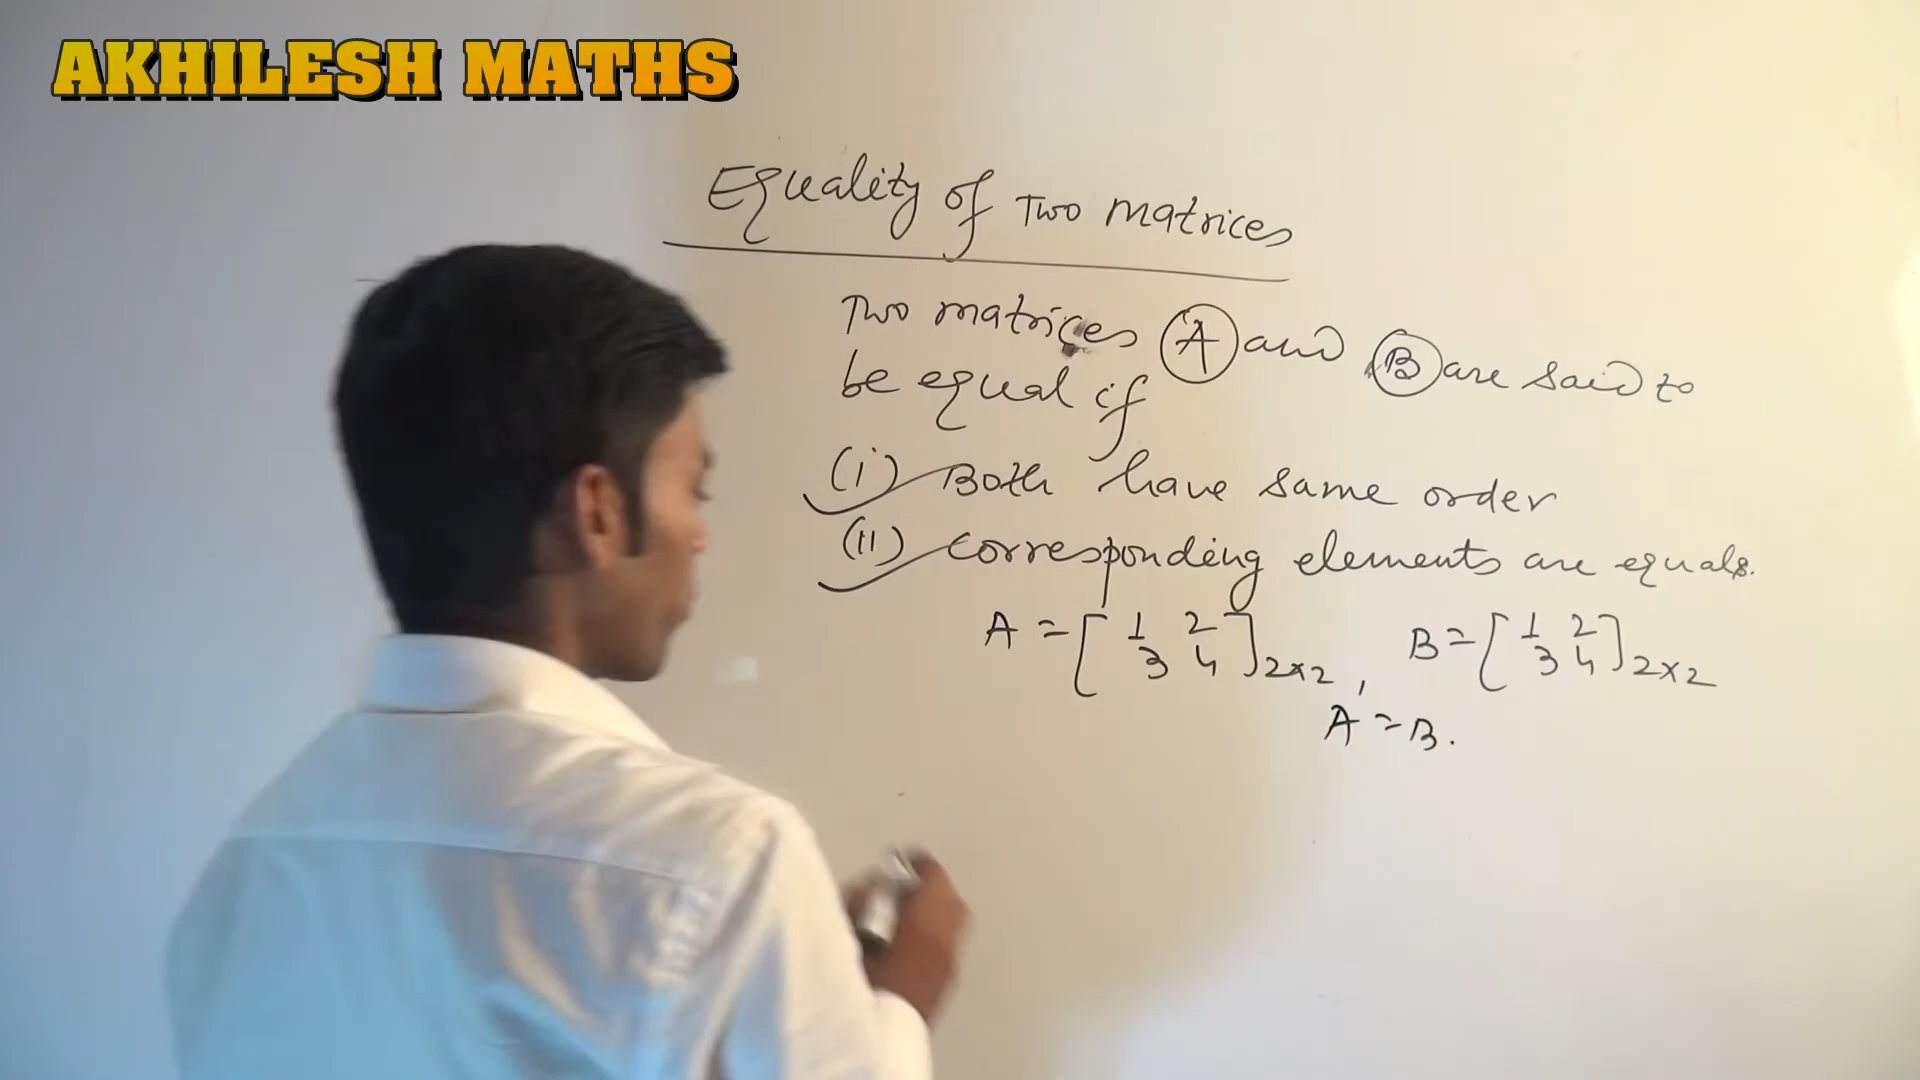 AKHILESH MATHS
Equality of Two matrices
Two matrices A and B are said to
be equal if
(i) Both have same order
(ii) corresponding elements are equals.
A = [ 1 2 3 4 ] 2x2 , B = [ 1 2 3 4 ] 2x2
A = B.